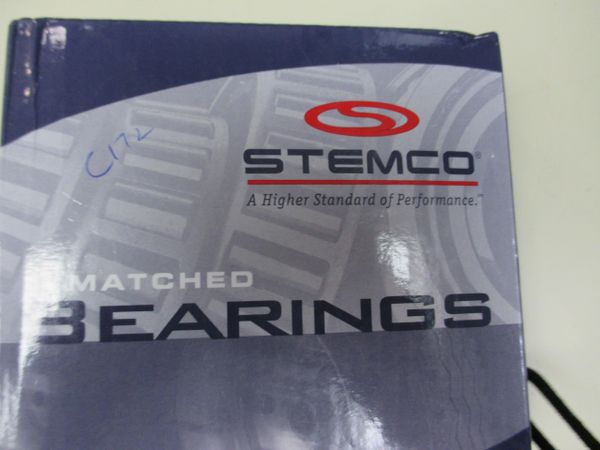 C172
STEMCO®
A Higher Standard of Performance.™
MATCHED
BEARINGS